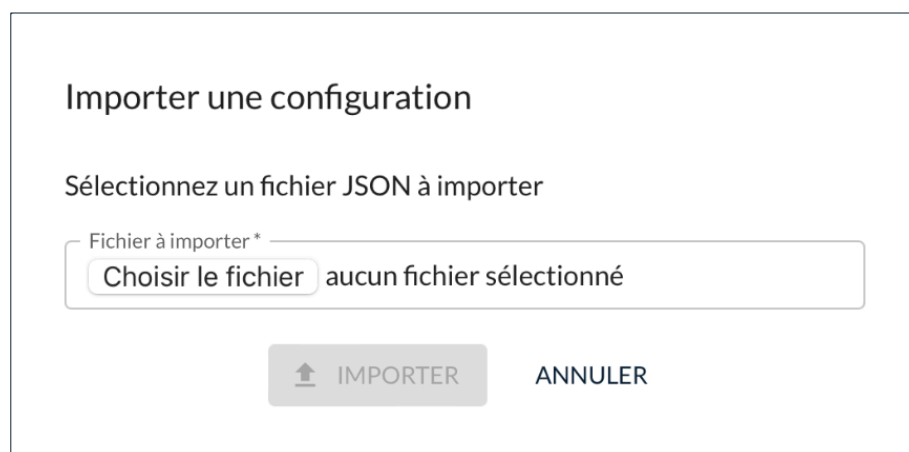 Importer une configuration
Sélectionnez un fichier JSON à importer
Fichier à importer *
Choisir le fichier aucun fichier sélectionné
IMPORTER ANNULER